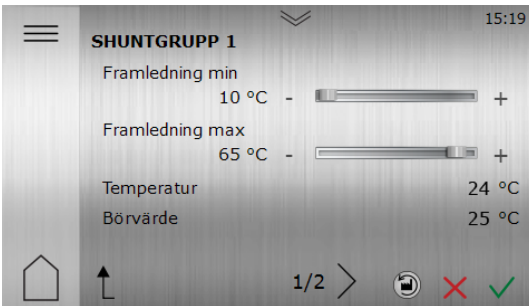 15:19
SHUNTGRUPP 1
Framledning min
10 °C - +
Framledning max
65 °C - +
Temperatur 24 °C
Börvärde 25 °C
1/2